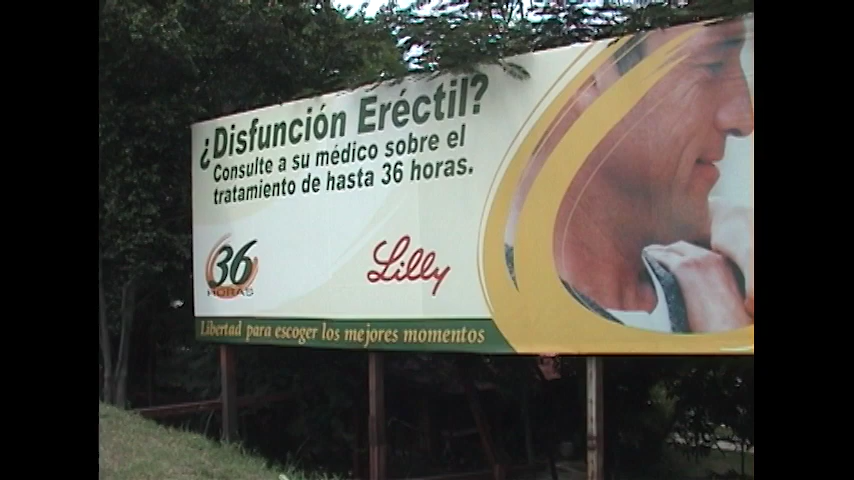 ¿Disfunción Eréctil?
Consulte a su médico sobre el
tratamiento de hasta 36 horas.
36
HORAS
Lilly
Libertad para escoger los mejores momentos